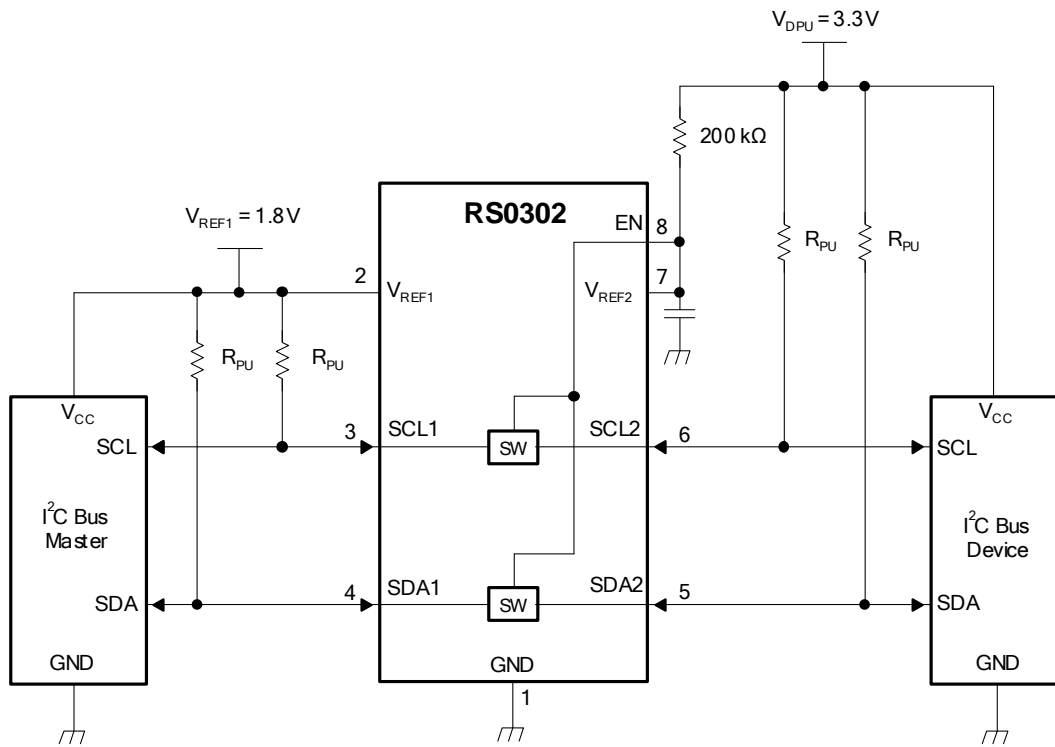 V_DPU = 3.3V
200 kΩ
RS0302
EN
8
V_REF1 = 1.8V
R_PU
R_PU
2
V_REF1
V_REF2
7
R_PU
R_PU
V_CC
V_CC
SCL
3
SCL1
SW
SCL2
6
SCL
I²C Bus
Master
I²C Bus
Device
SDA
4
SDA1
SW
SDA2
5
SDA
GND
GND
GND
1